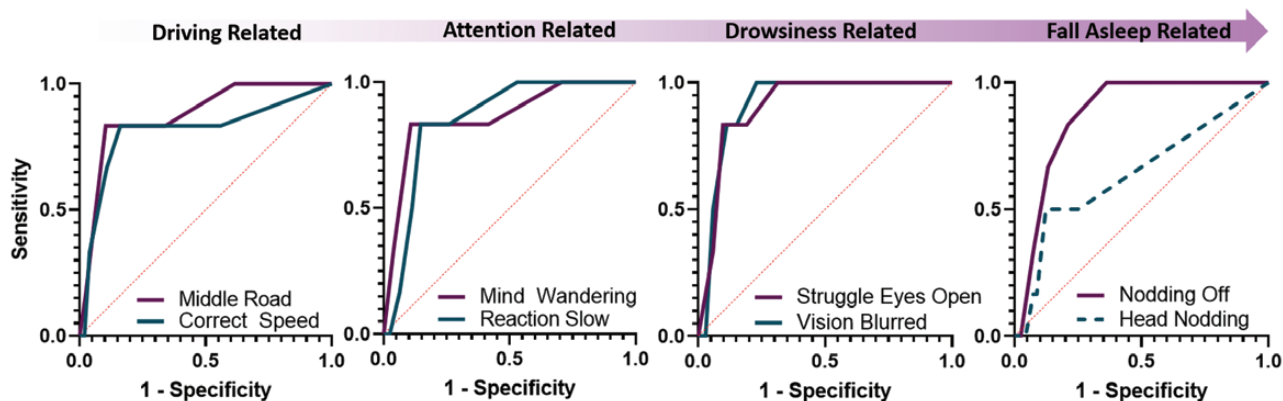 Driving Related
Attention Related
Drowsiness Related
Fall Asleep Related
Sensitivity
1.0
0.5
0.0
0.0
0.5
1.0
Middle Road
Correct Speed
1 - Specificity
1.0
0.5
0.0
0.0
0.5
1.0
Mind Wandering
Reaction Slow
1 - Specificity
1.0
0.5
0.0
0.0
0.5
1.0
Struggle Eyes Open
Vision Blurred
1 - Specificity
1.0
0.5
0.0
0.0
0.5
1.0
Nodding Off
Head Nodding
1 - Specificity